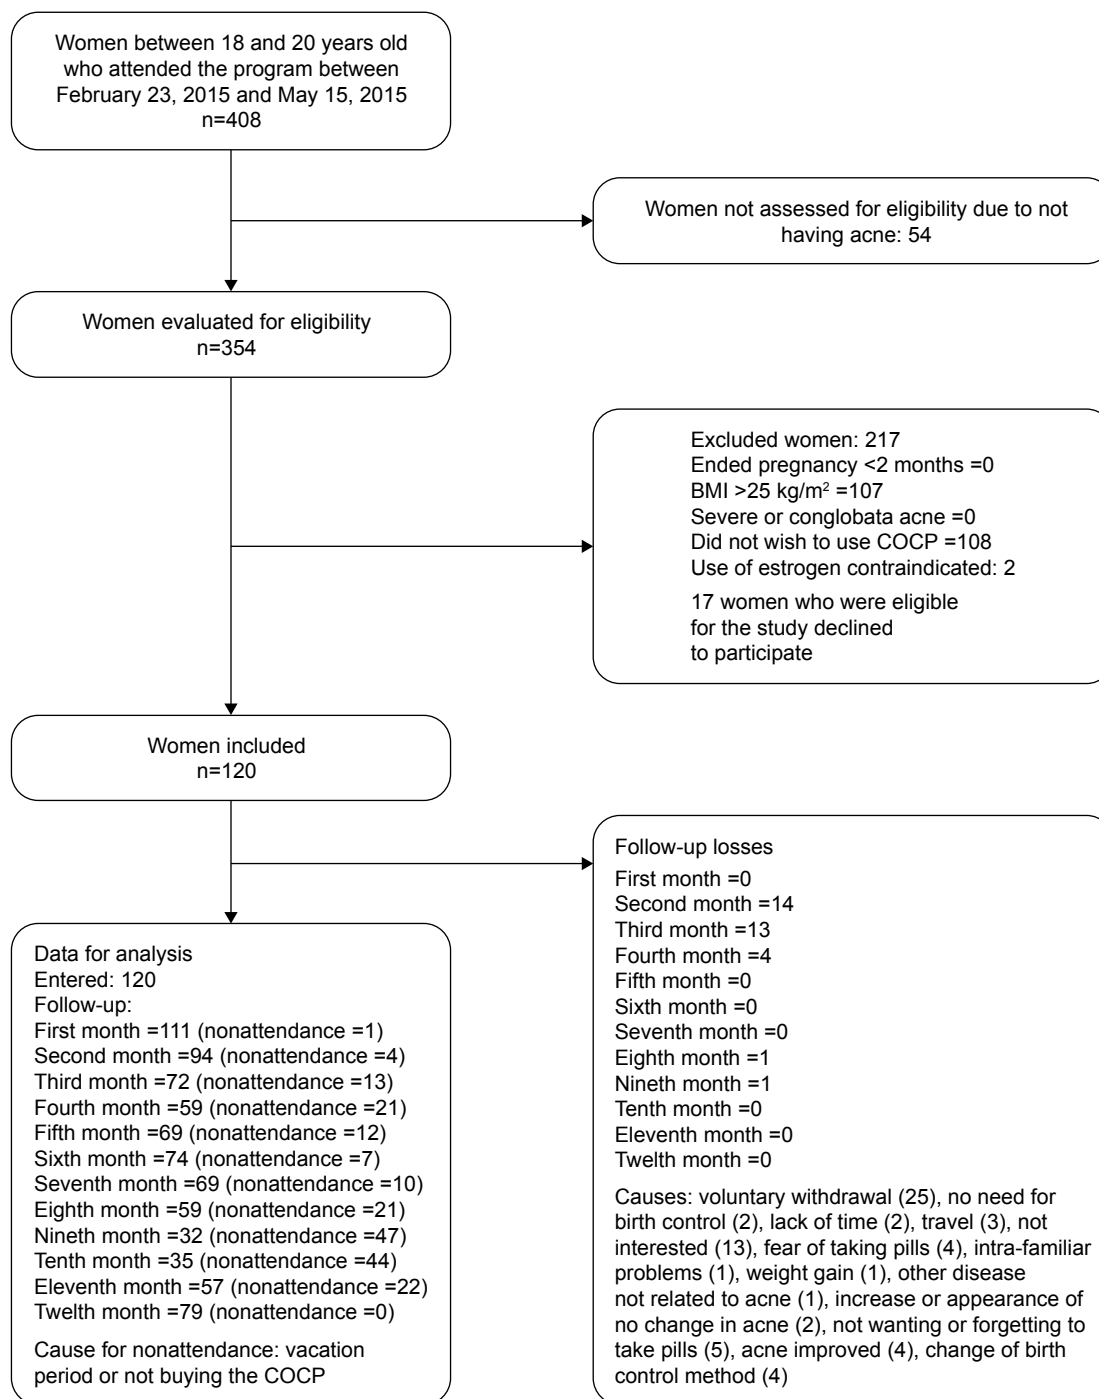 Women between 18 and 20 years old
who attended the program between
February 23, 2015 and May 15, 2015
n=408
Women not assessed for eligibility due to not
having acne: 54
Women evaluated for eligibility
n=354
Excluded women: 217
Ended pregnancy <2 months =0
BMI >25 kg/m² =107
Severe or conglobata acne =0
Did not wish to use COCP =108
Use of estrogen contraindicated: 2
17 women who were eligible
for the study declined
to participate
Women included
n=120
Follow-up losses
First month =0
Second month =14
Third month =13
Fourth month =4
Fifth month =0
Sixth month =0
Seventh month =0
Eighth month =1
Nineth month =1
Tenth month =0
Eleventh month =0
Twelth month =0
Causes: voluntary withdrawal (25), no need for
birth control (2), lack of time (2), travel (3), not
interested (13), fear of taking pills (4), intra-familiar
problems (1), weight gain (1), other disease
not related to acne (1), increase or appearance of
no change in acne (2), not wanting or forgetting to
take pills (5), acne improved (4), change of birth
control method (4)
Data for analysis
Entered: 120
Follow-up:
First month =111 (nonattendance =1)
Second month =94 (nonattendance =4)
Third month =72 (nonattendance =13)
Fourth month =59 (nonattendance =21)
Fifth month =69 (nonattendance =12)
Sixth month =74 (nonattendance =7)
Seventh month =69 (nonattendance =10)
Eighth month =59 (nonattendance =21)
Nineth month =32 (nonattendance =47)
Tenth month =35 (nonattendance =44)
Eleventh month =57 (nonattendance =22)
Twelth month =79 (nonattendance =0)
Cause for nonattendance: vacation
period or not buying the COCP